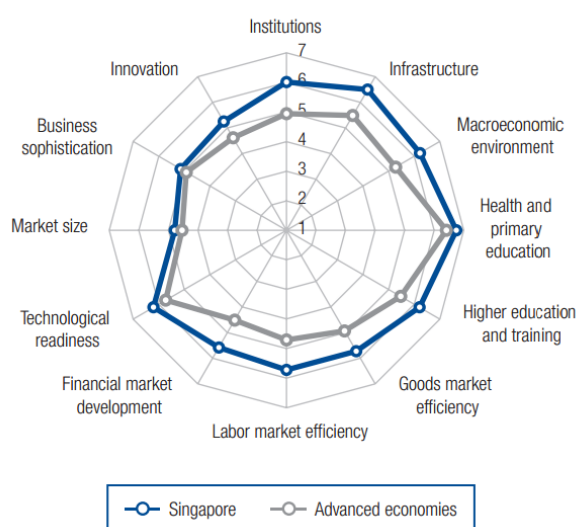 Institutions
7
6
5
4
3
2
1
Infrastructure
Macroeconomic
environment
Health and
primary
education
Higher education
and training
Goods market
efficiency
Labor market efficiency
Financial market
development
Technological
readiness
Market size
Business
sophistication
Innovation
Singapore
Advanced economies